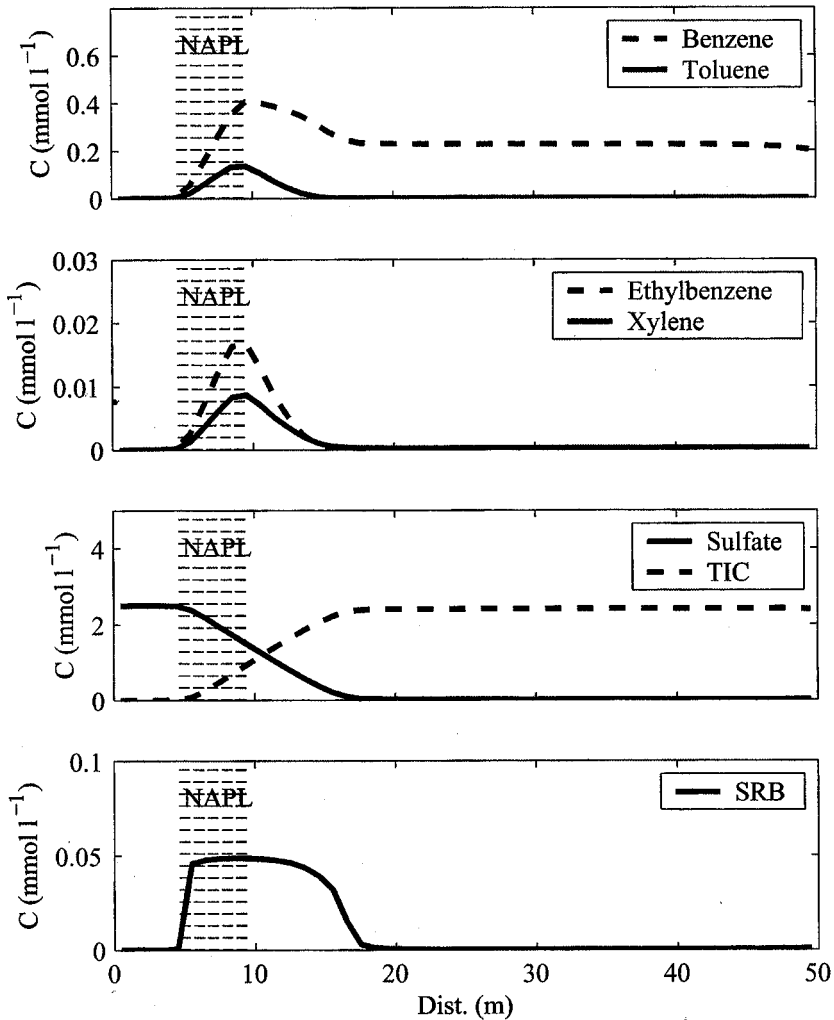 C (mmol l⁻¹)
0.6
0.4
0.2
0
NAPL
Benzene
Toluene
C (mmol l⁻¹)
0.03
0.02
0.01
0
NAPL
Ethylbenzene
Xylene
C (mmol l⁻¹)
4
2
0
NAPL
Sulfate
TIC
C (mmol l⁻¹)
0.1
0.05
0
NAPL
SRB
0 10 20 30 40 50
Dist. (m)